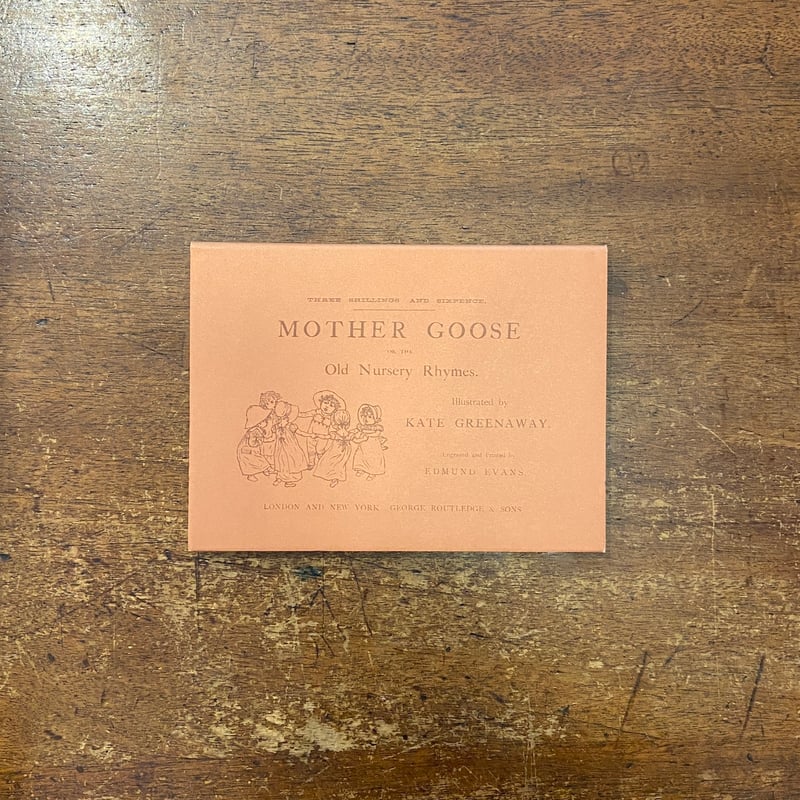 THREE SHILLINGS AND SIXPENCE.
MOTHER GOOSE
OR THE
Old Nursery Rhymes.
Illustrated by
KATE GREENAWAY.
Engraved and Printed by
EDMUND EVANS.
LONDON AND NEW YORK GEORGE ROUTLEDGE & SONS